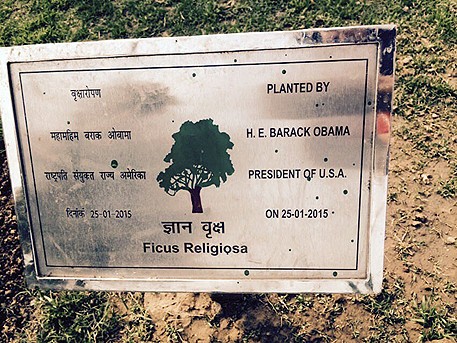 वृक्षारोपण
महामहिम बराक ओबामा
राष्ट्रपति संयुक्त राज्य अमेरिका
दिनांक 25-01-2015
PLANTED BY
H. E. BARACK OBAMA
PRESIDENT OF U.S.A.
ON 25-01-2015
ज्ञान वृक्ष
Ficus Religiosa